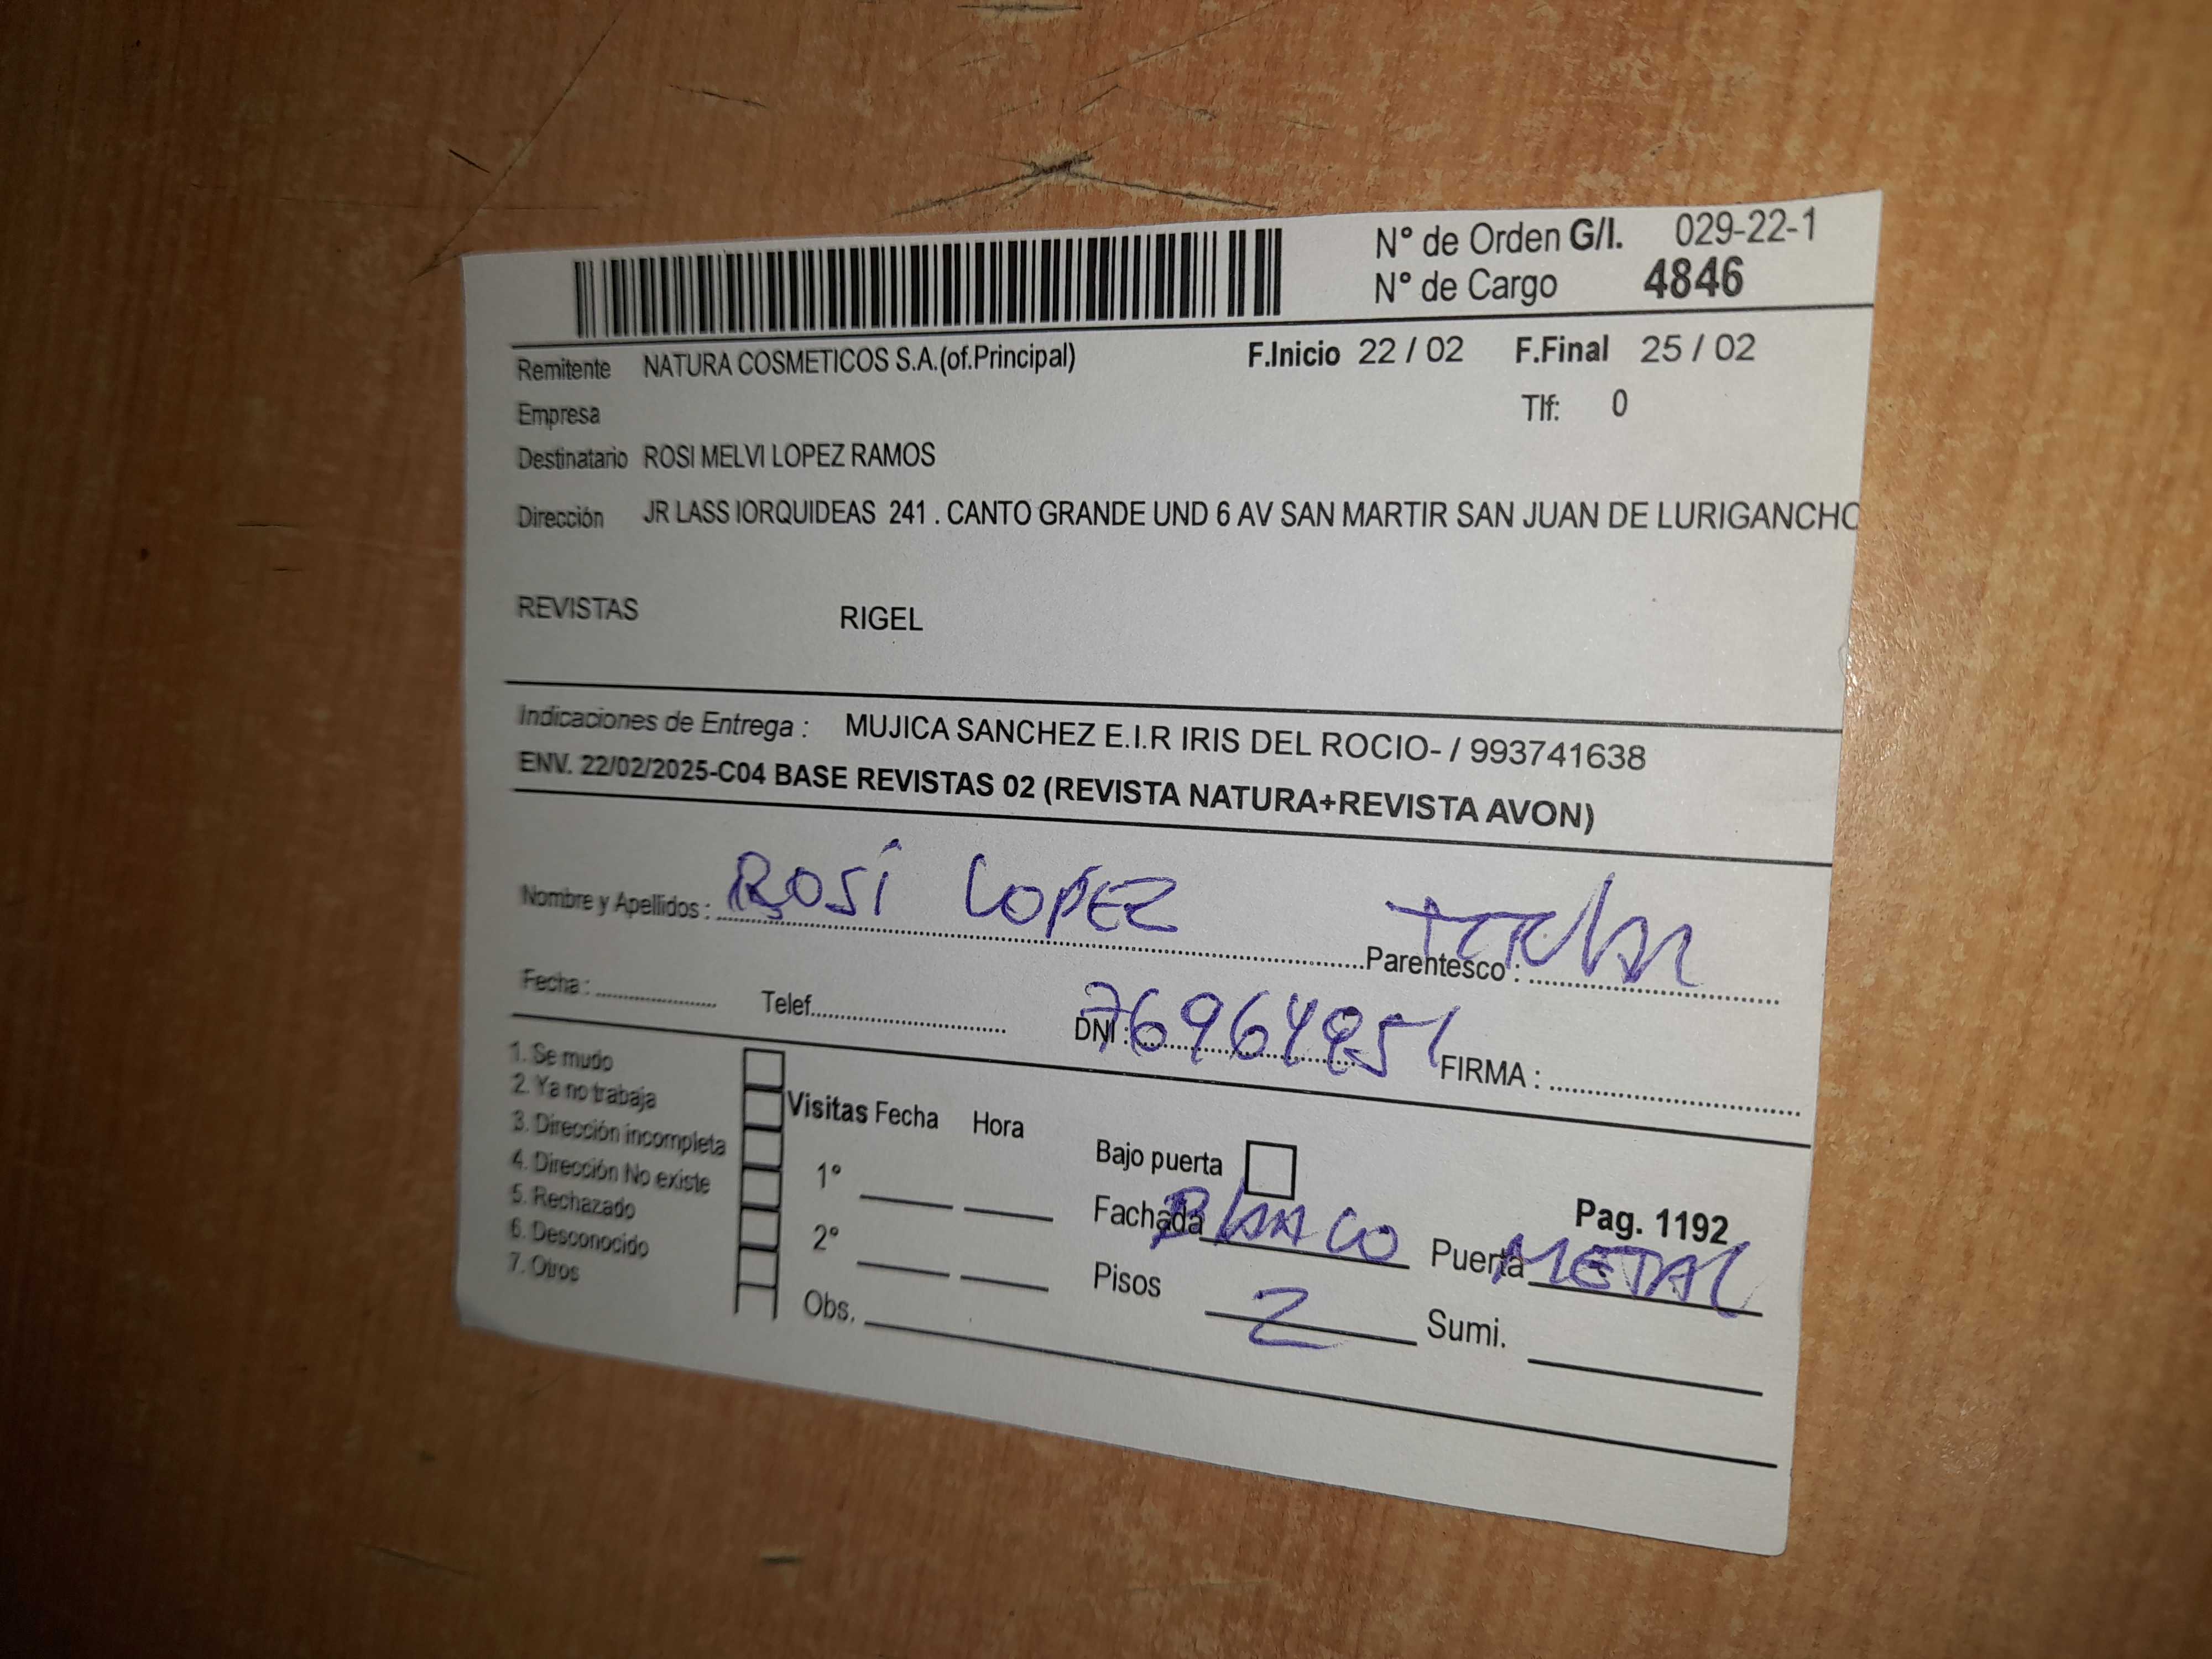 N° de Orden G/I. 029-22-1
N° de Cargo 4846
Remitente NATURA COSMETICOS S.A.(of.Principal) F.Inicio 22 / 02 F.Final 25 / 02
Empresa Tlf: 0
Destinatario ROSI MELVI LOPEZ RAMOS
Dirección JR LASS IORQUIDEAS 241 . CANTO GRANDE UND 6 AV SAN MARTIR SAN JUAN DE LURIGANCHO
REVISTAS RIGEL
Indicaciones de Entrega : MUJICA SANCHEZ E.I.R IRIS DEL ROCIO- / 993741638
ENV. 22/02/2025-C04 BASE REVISTAS 02 (REVISTA NATURA+REVISTA AVON)
Nombre y Apellidos : ROSÍ LOPEZ Parentesco :
Fecha : Telef. DNI : 76964951 FIRMA :
1. Se mudo
2. Ya no trabaja
3. Dirección incompleta
4. Dirección No existe
5. Rechazado
6. Desconocido
7. Otros
Visitas Fecha Hora
1°
2°
Obs.
Bajo puerta
Pag. 1192
Fachada BlANCO Puerta METAL
Pisos 2 Sumi.